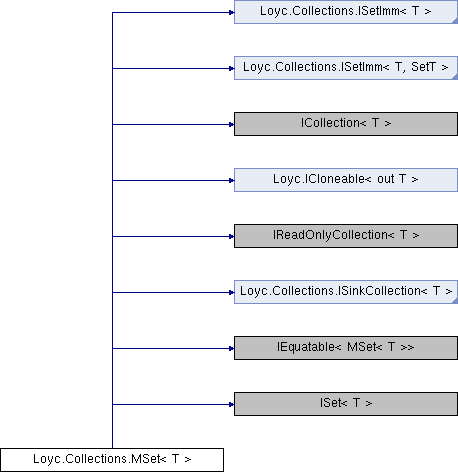 Loyc.Collections.ISetImm< T >
Loyc.Collections.ISetImm< T, SetT >
ICollection< T >
Loyc.ICloneable< out T >
IReadOnlyCollection< T >
Loyc.Collections.ISinkCollection< T >
IEquatable< MSet< T >>
ISet< T >
Loyc.Collections.MSet< T >